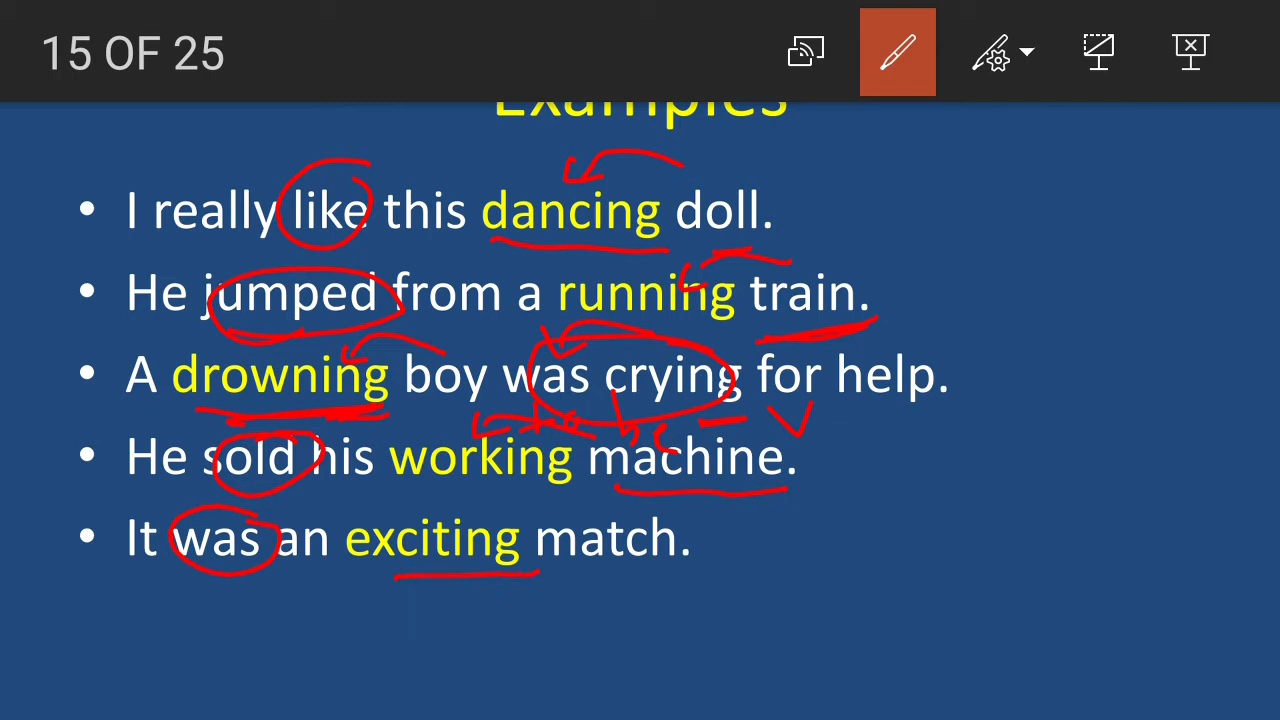 15 OF 25
Examples
• I really like this dancing doll.
• He jumped from a running train.
• A drowning boy was crying for help.
• He sold his working machine.
• It was an exciting match.